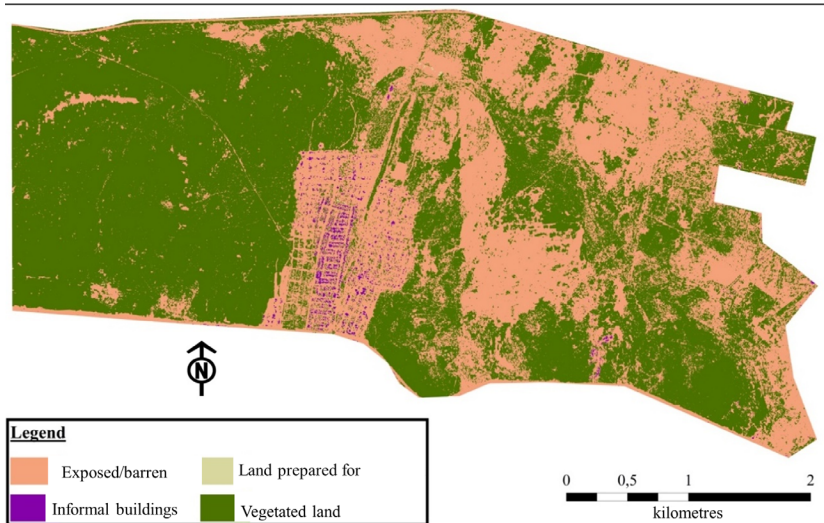 N
Legend
Exposed/barren
Land prepared for
Informal buildings
Vegetated land
0 0,5 1 2
kilometres